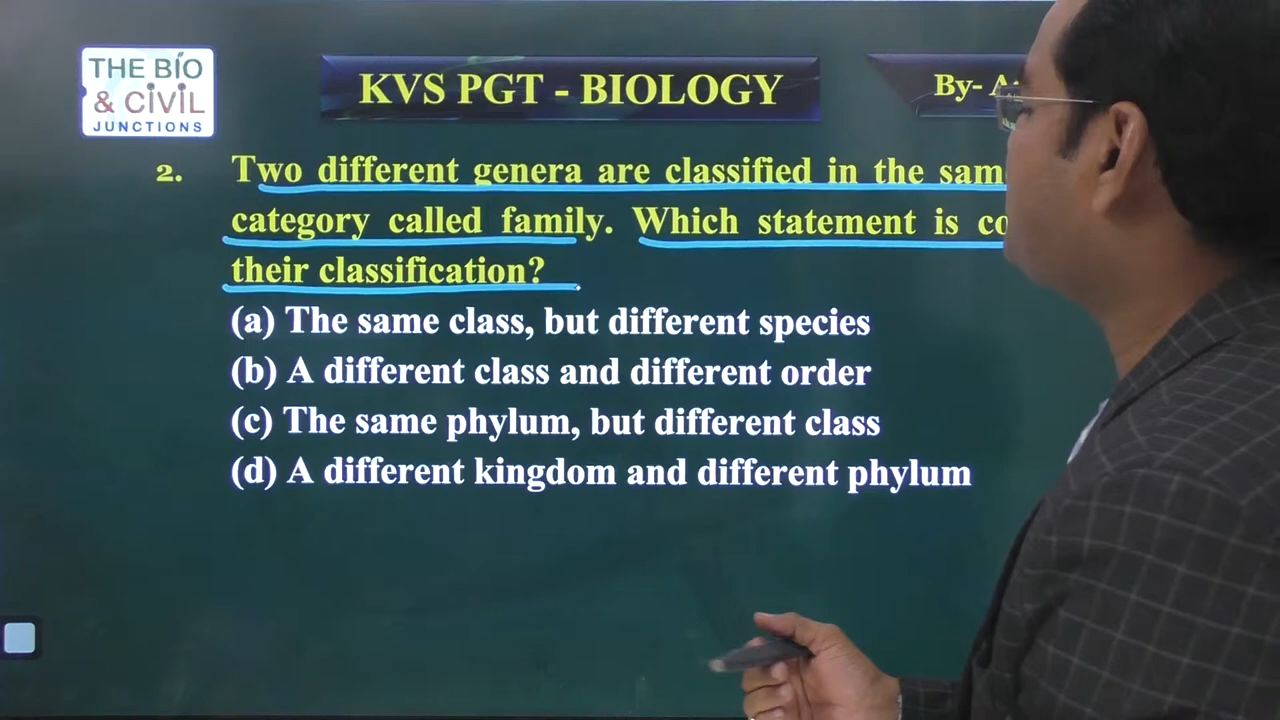 THE BIO
& CIVIL
JUNCTIONS
KVS PGT - BIOLOGY
By-
2. Two different genera are classified in the
category called family. Which statement is
their classification?
(a) The same class, but different species
(b) A different class and different order
(c) The same phylum, but different class
(d) A different kingdom and different phylum